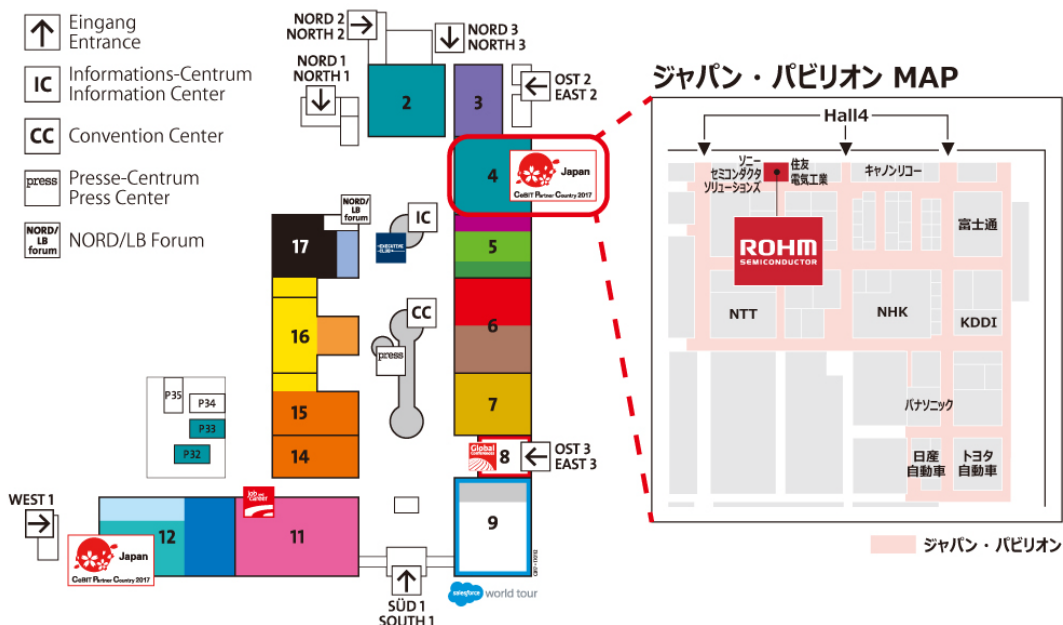 Eingang
Entrance
IC
Informations-Centrum
Information Center
CC
Convention Center
press
Presse-Centrum
Press Center
NORD/
LB
forum
NORD/LB Forum
NORD 2
NORTH 2
NORD 3
NORTH 3
NORD 1
NORTH 1
OST 2
EAST 2
2
3
4
Japan
CeBIT Partner Country 2017
NORD/
LB
forum
IC
EXECUTIVE
CLUB
17
5
CC
6
16
press
P35
P34
P33
P32
15
7
14
Global
Conferences
8
OST 3
EAST 3
WEST 1
job and
career
12
11
9
Japan
CeBIT Partner Country 2017
SÜD 1
SOUTH 1
salesforce world tour
ジャパン・パビリオン MAP
Hall4
ソニー
セミコンダクタ
ソリューションズ
住友
電気工業
キャノンリコー
富士通
ROHM
SEMICONDUCTOR
NTT
NHK
KDDI
パナソニック
日産
自動車
トヨタ
自動車
ジャパン・パビリオン